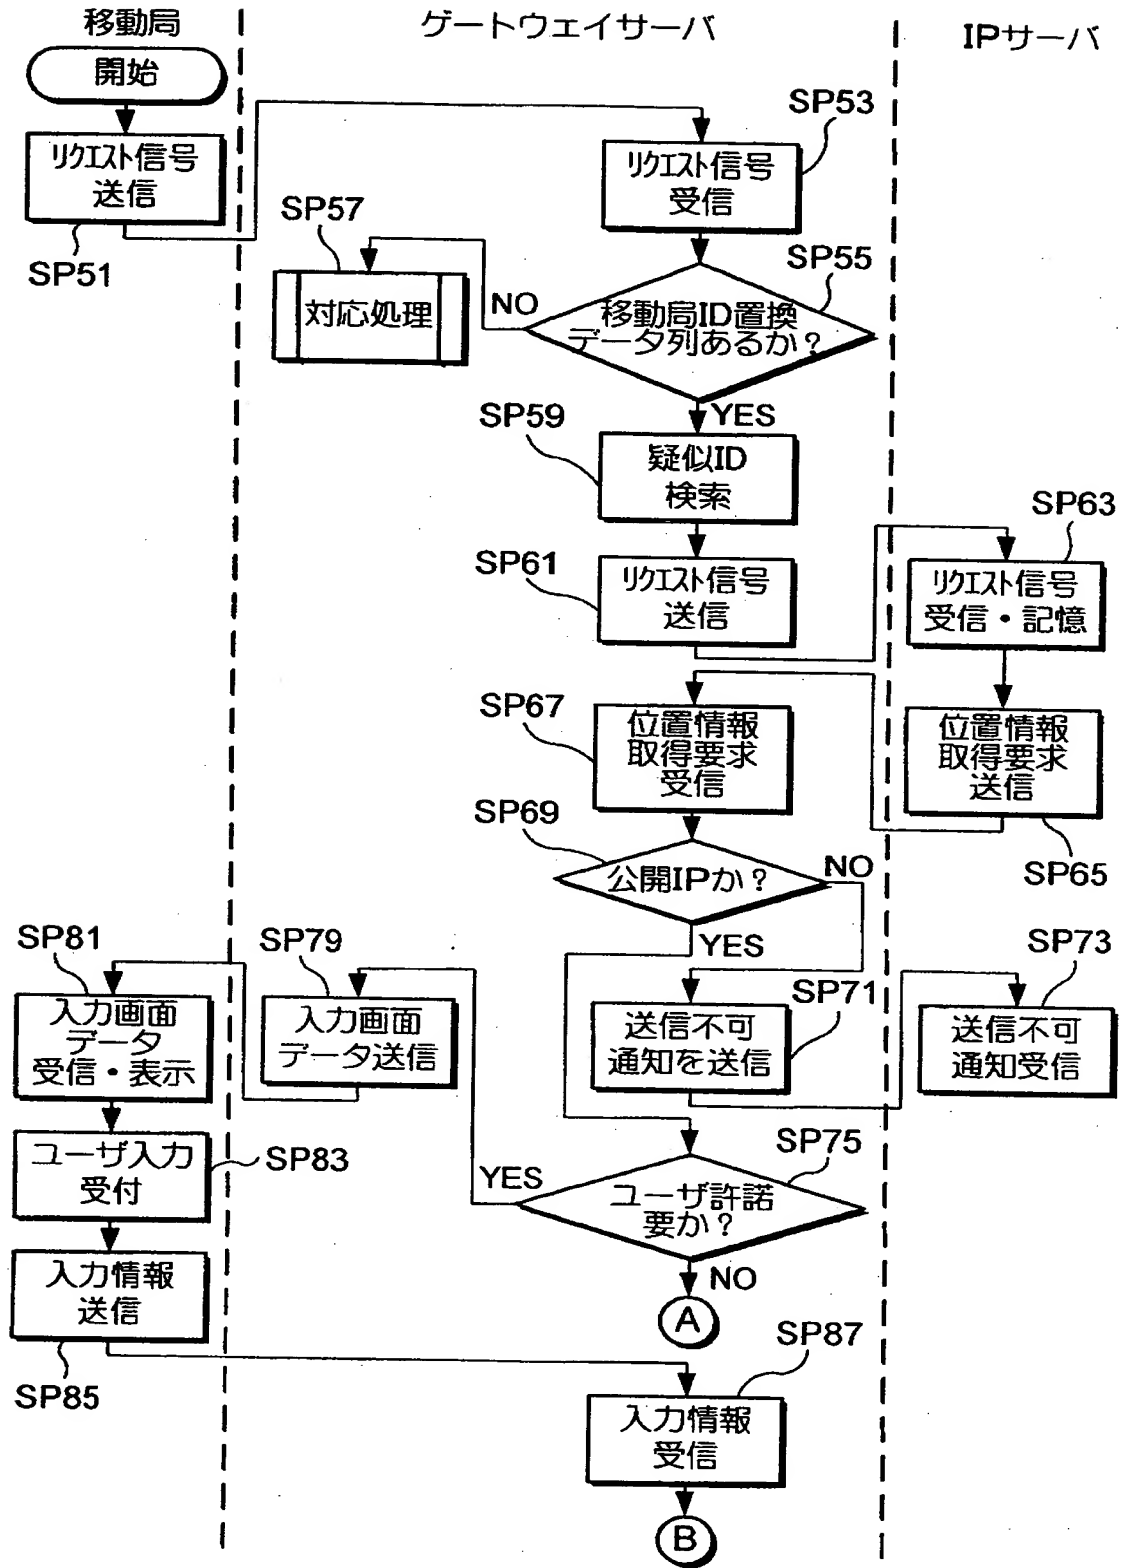 移動局
ゲートウェイサーバ
IPサーバ
開始
リクエスト信号
送信
SP51
SP53
リクエスト信号
受信
SP57
対応処理
NO
SP55
移動局ID置換
データ列あるか？
YES
SP59
疑似ID
検索
SP61
リクエスト信号
送信
SP63
リクエスト信号
受信・記憶
SP67
位置情報
取得要求
受信
位置情報
取得要求
送信
SP65
SP69
公開IPか？
NO
YES
SP71
送信不可
通知を送信
SP73
送信不可
通知受信
SP75
ユーザ許諾
要か？
YES
NO
A
SP79
入力画面
データ送信
SP81
入力画面
データ
受信・表示
ユーザ入力
受付
SP83
入力情報
送信
SP85
SP87
入力情報
受信
B